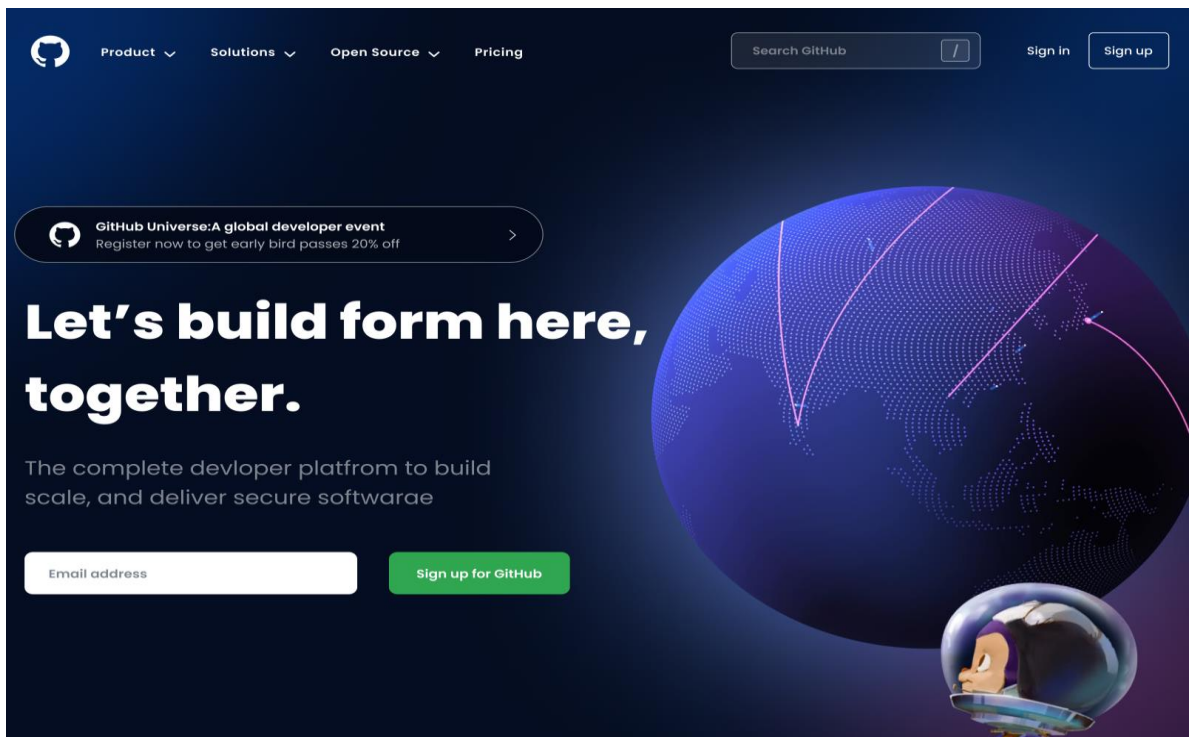 Product
Solutions
Open Source
Pricing
Search GitHub
/
Sign in
Sign up
GitHub Universe:A global developer event
Register now to get early bird passes 20% off
Let’s build form here,
together.
The complete devloper platfrom to build
scale, and deliver secure softwarae
Email address
Sign up for GitHub